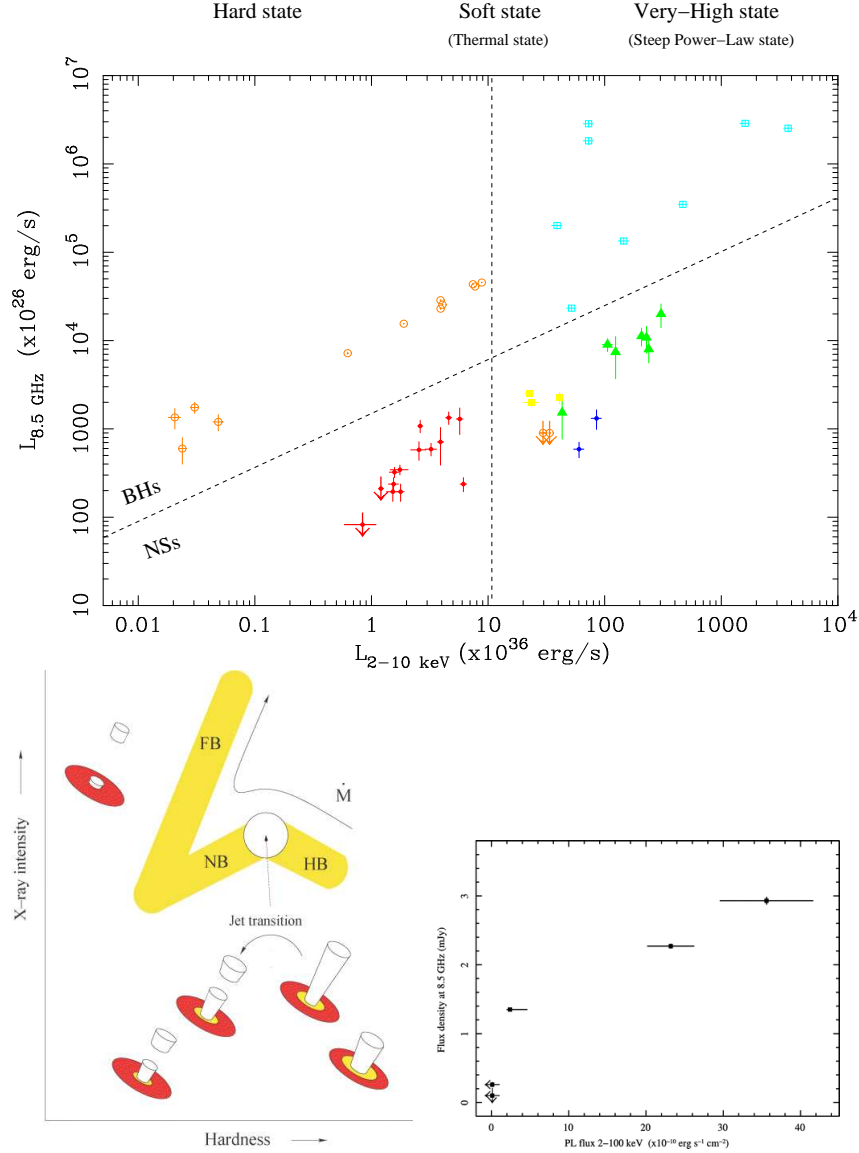 Hard state Soft state Very−High state
(Thermal state) (Steep Power−Law state)
10^7
10^6
10^5
10^4
1000
100
10
L_8.5 GHz (x10^26 erg/s)
BHs
NSs
0.01 0.1 1 10 100 1000 10^4
L_2−10 keV (x10^36 erg/s)
X−ray intensity
FB
Ṁ
NB
HB
Jet transition
Hardness
Flux density at 8.5 GHz (mJy)
3
2
1
0
0 10 20 30 40
PL flux 2−100 keV (x10^−10 erg s^−1 cm^−2)